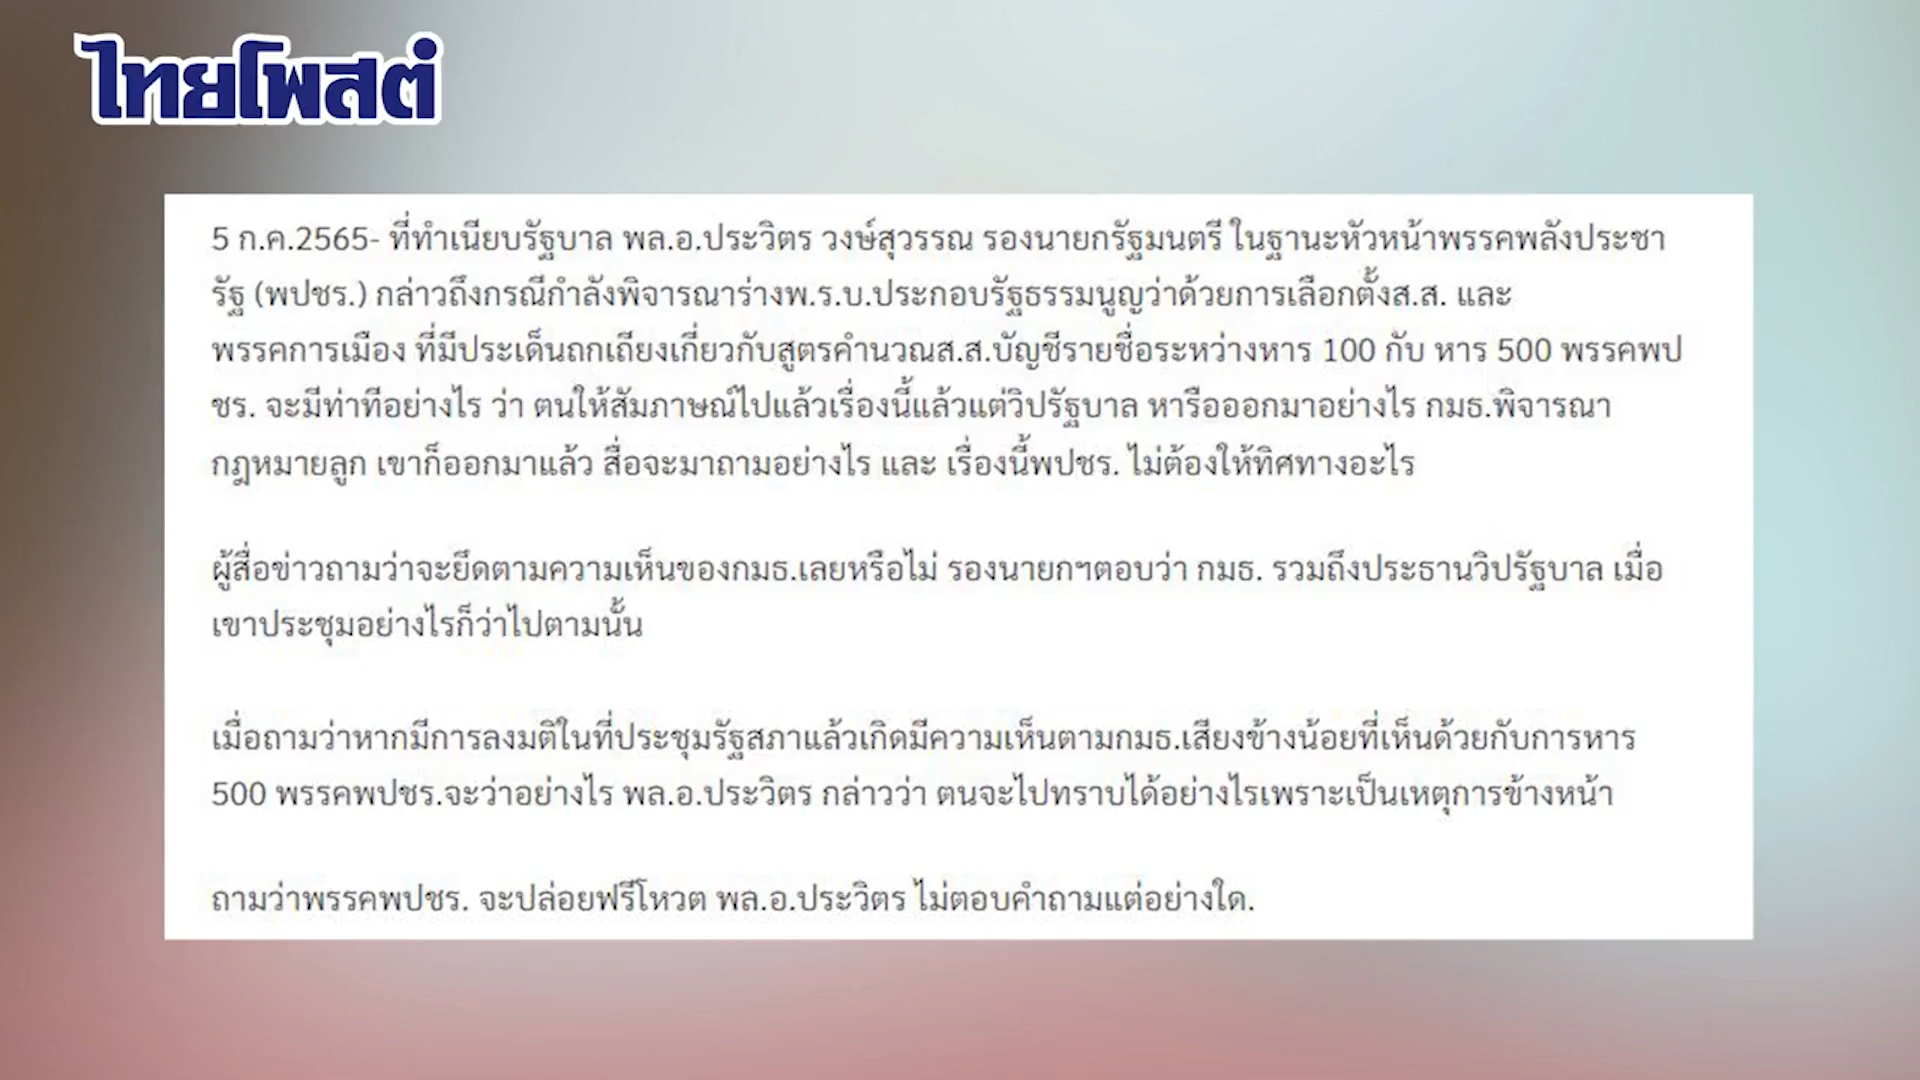 ไทยโพสต์
5 ก.ค.2565- ที่ทำเนียบรัฐบาล พล.อ.ประวิตร วงษ์สุวรรณ รองนายกรัฐมนตรี ในฐานะหัวหน้าพรรคพลังประชา
รัฐ (พปชร.) กล่าวถึงกรณีกำลังพิจารณาร่างพ.ร.บ.ประกอบรัฐธรรมนูญว่าด้วยการเลือกตั้งส.ส. และ
พรรคการเมือง ที่มีประเด็นถกเถียงเกี่ยวกับสูตรคำนวณส.ส.บัญชีรายชื่อระหว่างหาร 100 กับ หาร 500 พรรคพป
ชร. จะมีท่าทีอย่างไร ว่า ตนให้สัมภาษณ์ไปแล้วเรื่องนี้แล้วแต่วิปรัฐบาล หารือออกมาอย่างไร กมธ.พิจารณา
กฎหมายลูก เขาก็ออกมาแล้ว สื่อจะมาถามอย่างไร และ เรื่องนี้พปชร. ไม่ต้องให้ทิศทางอะไร
ผู้สื่อข่าวถามว่าจะยึดตามความเห็นของกมธ.เลยหรือไม่ รองนายกฯตอบว่า กมธ. รวมถึงประธานวิปรัฐบาล เมื่อ
เขาประชุมอย่างไรก็ว่าไปตามนั้น
เมื่อถามว่าหากมีการลงมติในที่ประชุมรัฐสภาแล้วเกิดมีความเห็นตามกมธ.เสียงข้างน้อยที่เห็นด้วยกับการหาร
500 พรรคพปชร.จะว่าอย่างไร พล.อ.ประวิตร กล่าวว่า ตนจะไปทราบได้อย่างไรเพราะเป็นเหตุการข้างหน้า
ถามว่าพรรคพปชร. จะปล่อยฟรีโหวต พล.อ.ประวิตร ไม่ตอบคำถามแต่อย่างใด.